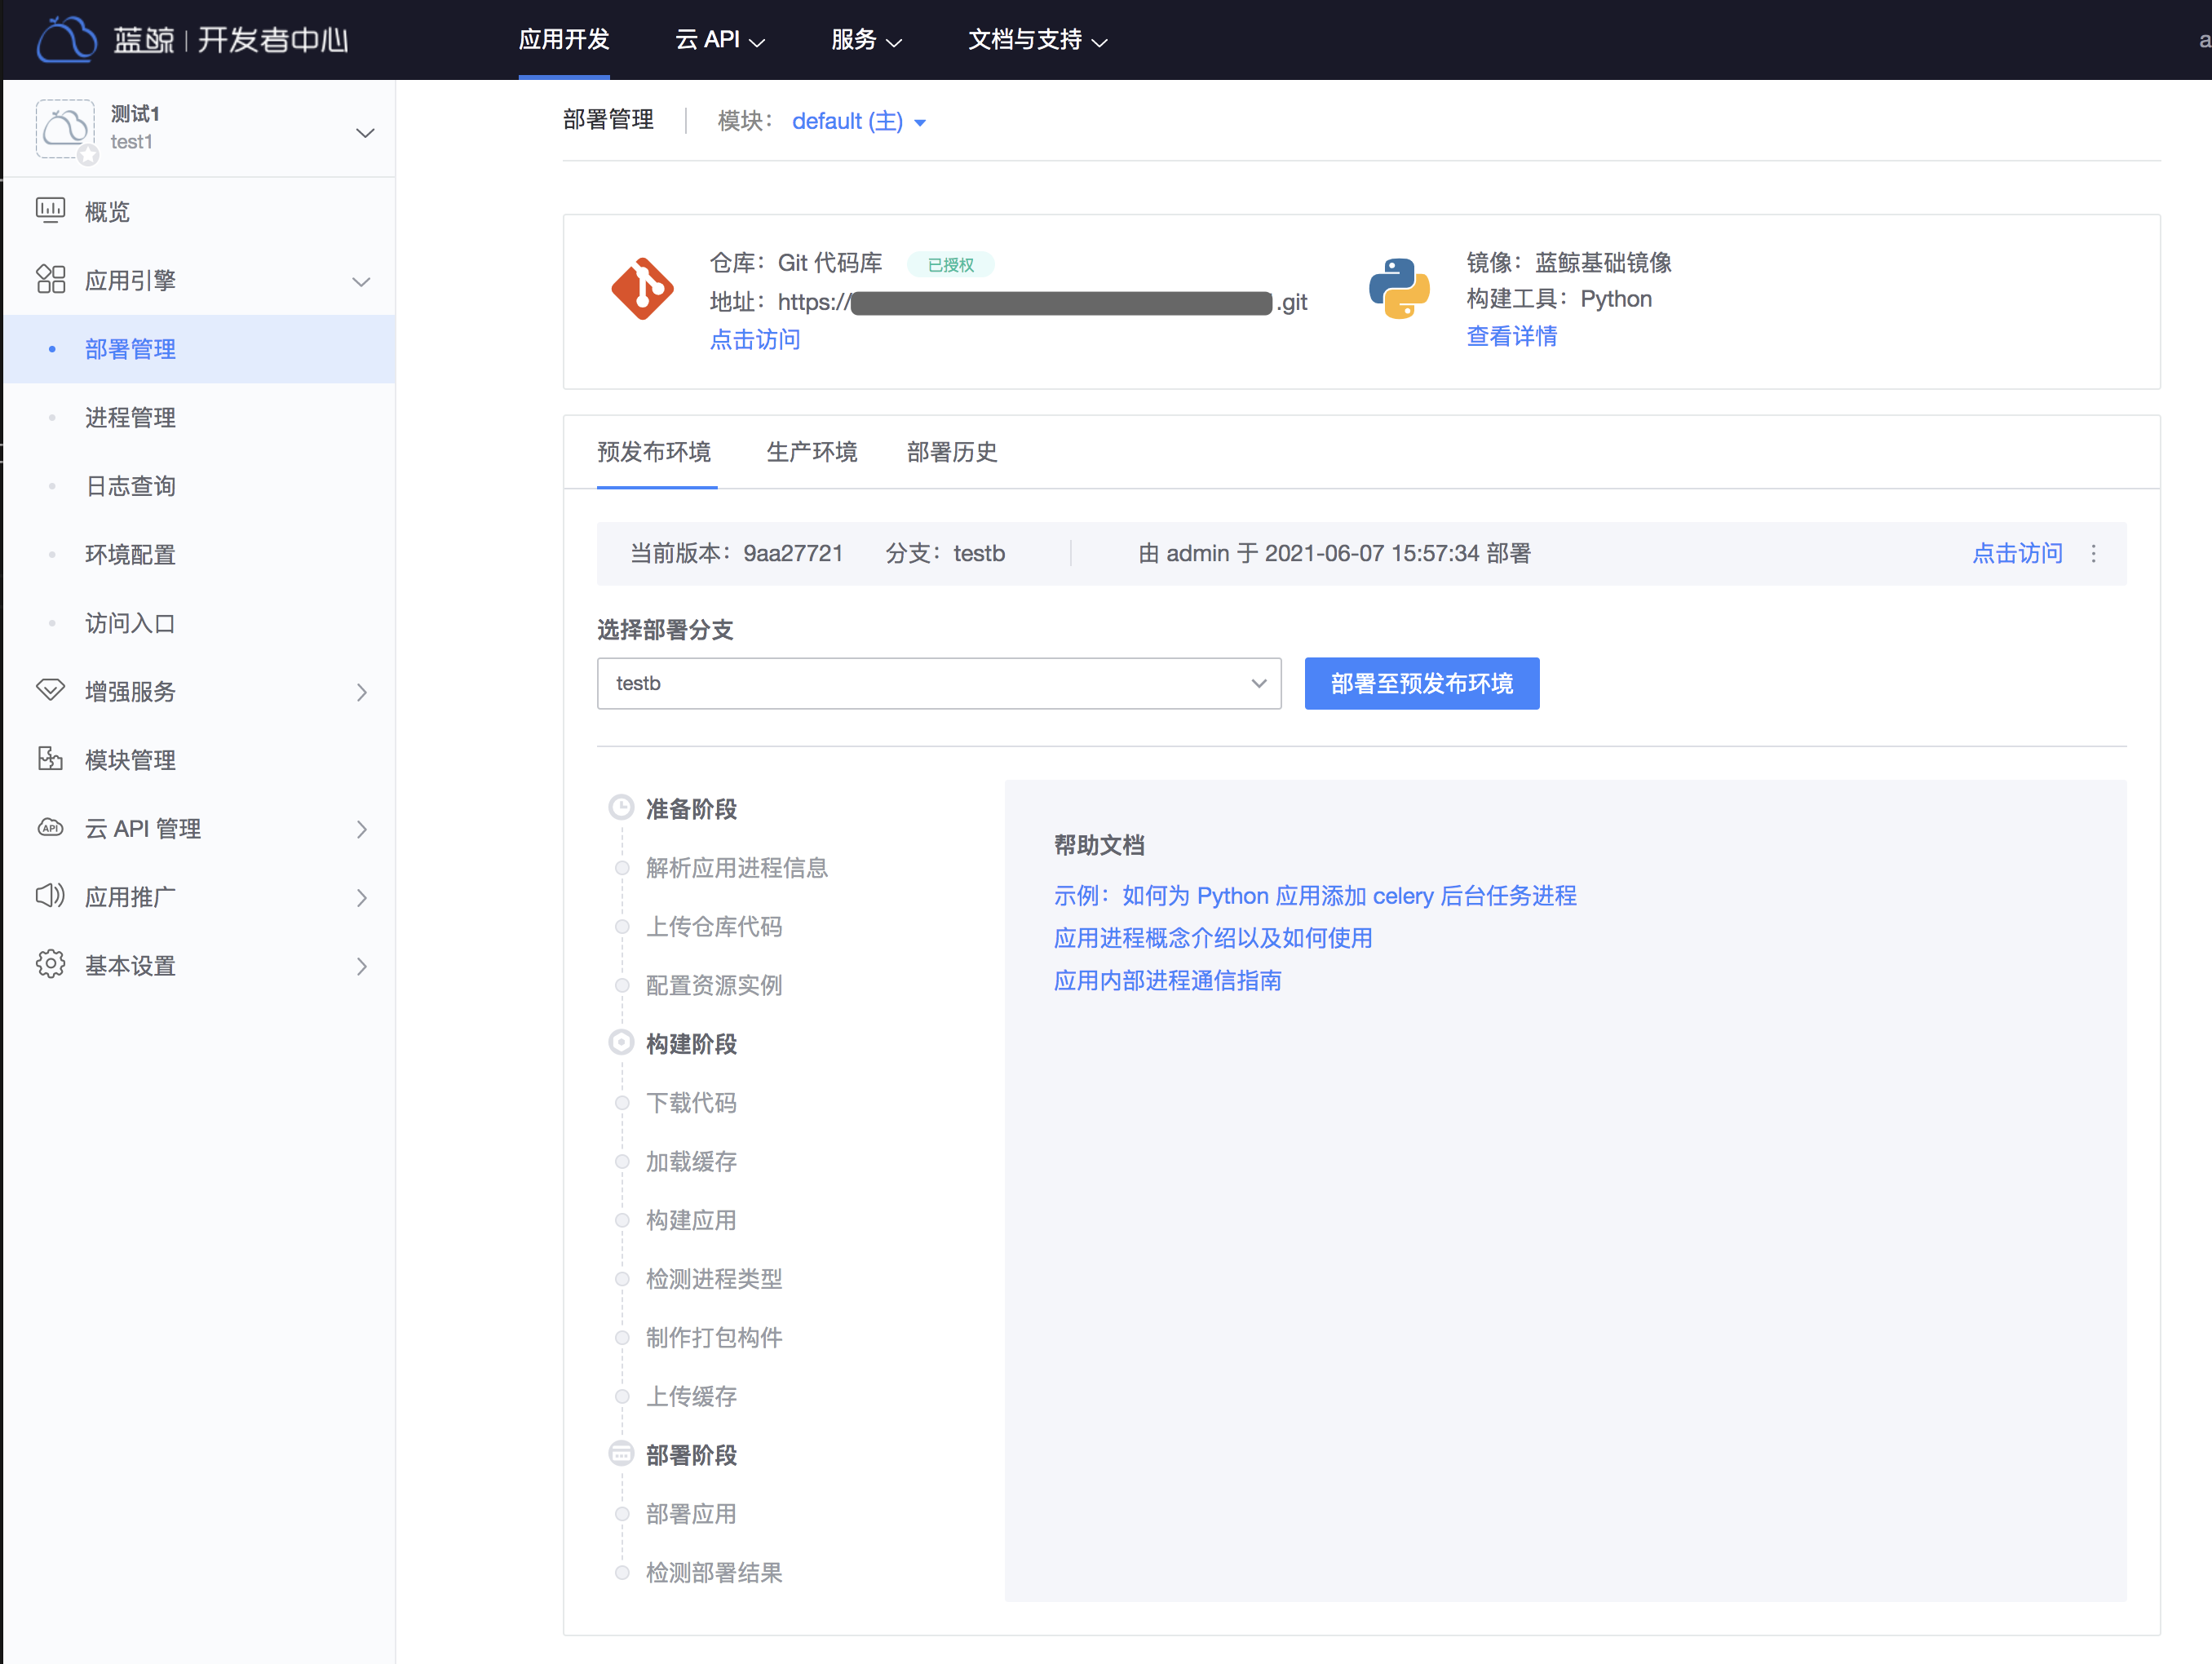 蓝鲸 | 开发者中心
应用开发
云 API
服务
文档与支持
a
测试1
test1
概览
应用引擎
部署管理
进程管理
日志查询
环境配置
访问入口
增强服务
模块管理
API
云 API 管理
应用推广
基本设置
部署管理
模块： default (主)
仓库：Git 代码库 已授权
地址：https:// .git
点击访问
镜像：蓝鲸基础镜像
构建工具：Python
查看详情
预发布环境 生产环境 部署历史
当前版本：9aa27721 分支：testb 由 admin 于 2021-06-07 15:57:34 部署 点击访问
选择部署分支
testb 部署至预发布环境
准备阶段
解析应用进程信息
上传仓库代码
配置资源实例
构建阶段
下载代码
加载缓存
构建应用
检测进程类型
制作打包构件
上传缓存
部署阶段
部署应用
检测部署结果
帮助文档
示例：如何为 Python 应用添加 celery 后台任务进程
应用进程概念介绍以及如何使用
应用内部进程通信指南